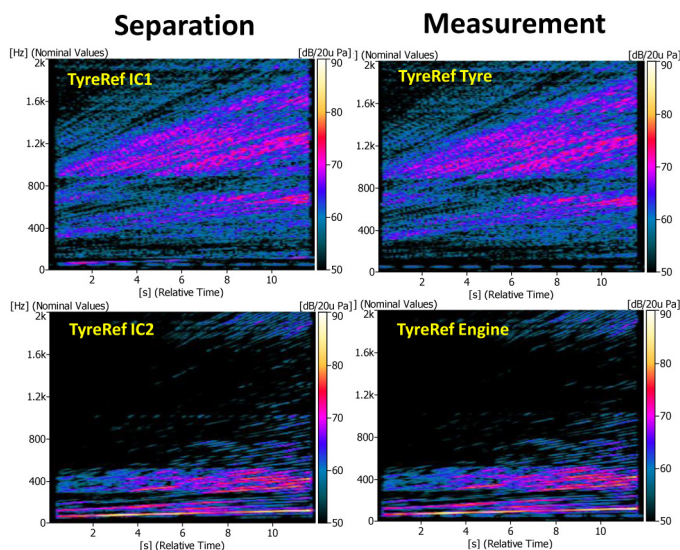 Separation
Measurement
[Hz] (Nominal Values)
[dB/20u Pa]
2k
1.6k
1.2k
800
400
0
TyreRef IC1
90
80
70
60
50
2
4
6
8
10
[s] (Relative Time)
] (Nominal Values)
[dB/20u Pa]
2k
1.6k
1.2k
800
400
0
TyreRef Tyre
90
80
70
60
50
2
4
6
8
10
[s] (Relative Time)
[Hz] (Nominal Values)
[dB/20u Pa]
2k
1.6k
1.2k
800
400
0
TyreRef IC2
90
80
70
60
50
2
4
6
8
10
[s] (Relative Time)
] (Nominal Values)
[dB/20u Pa]
2k
1.6k
1.2k
800
400
0
TyreRef Engine
90
80
70
60
50
2
4
6
8
10
[s] (Relative Time)